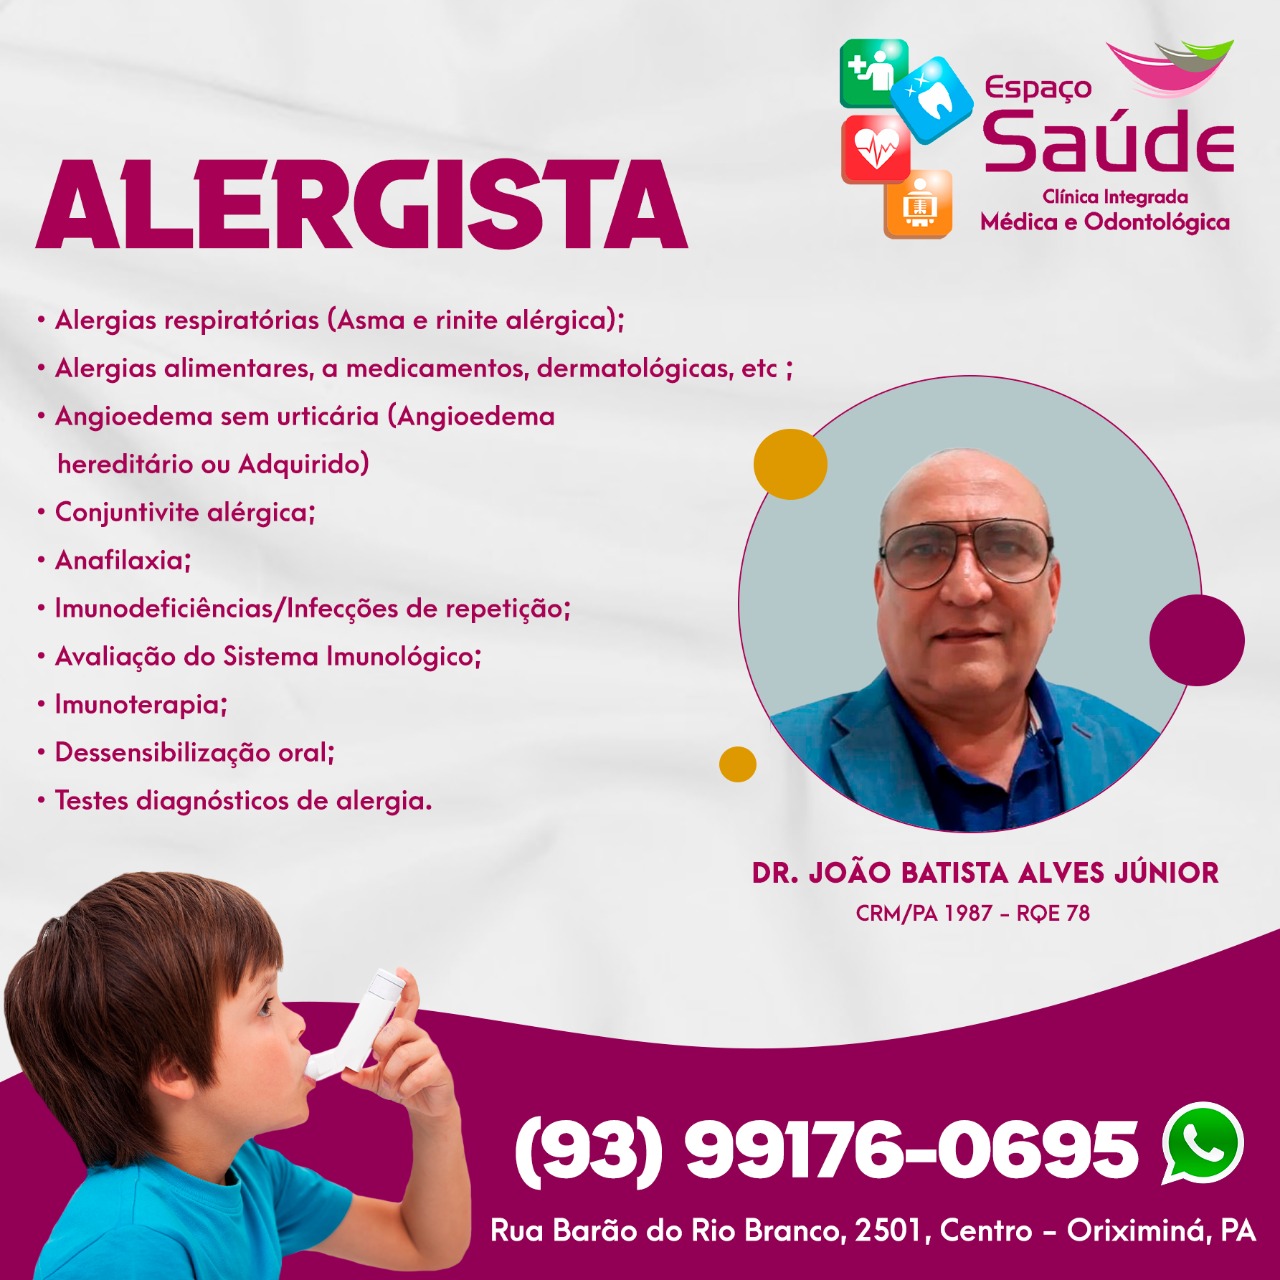 Espaço
Saúde
Clínica Integrada
Médica e Odontológica
ALERGISTA
• Alergias respiratórias (Asma e rinite alérgica);
• Alergias alimentares, a medicamentos, dermatológicas, etc ;
• Angioedema sem urticária (Angioedema
hereditário ou Adquirido)
• Conjuntivite alérgica;
• Anafilaxia;
• Imunodeficiências/Infecções de repetição;
• Avaliação do Sistema Imunológico;
• Imunoterapia;
• Dessensibilização oral;
• Testes diagnósticos de alergia.
DR. JOÃO BATISTA ALVES JÚNIOR
CRM/PA 1987 - RQE 78
(93) 99176-0695
Rua Barão do Rio Branco, 2501, Centro - Oriximiná, PA